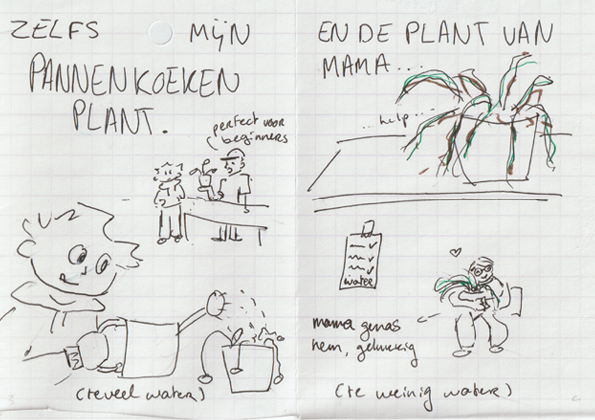 ZELFS MIJN
PANNENKOEKEN
PLANT.
perfect voor
beginners
(teveel water)
EN DE PLANT VAN
MAMA...
...help...
water
mama genas
hem, gelukkig
(te weinig water)